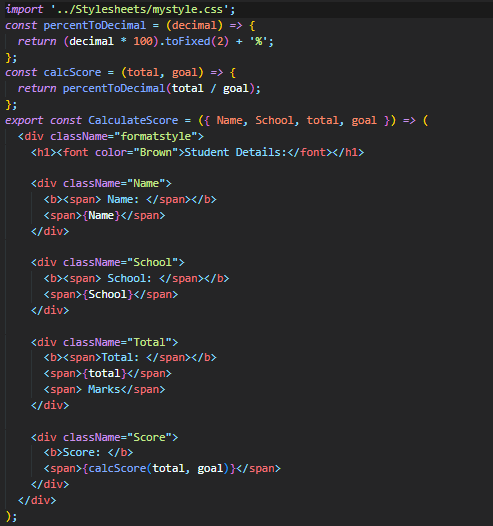 import '../Stylesheets/mystyle.css';
const percentToDecimal = (decimal) => {
  return (decimal * 100).toFixed(2) + '%';
};
const calcScore = (total, goal) => {
  return percentToDecimal(total / goal);
};
export const CalculateScore = ({ Name, School, total, goal }) => (
  <div className="formatstyle">
    <h1><font color="Brown">Student Details:</font></h1>

    <div className="Name">
      <b><span> Name: </span></b>
      <span>{Name}</span>
    </div>

    <div className="School">
      <b><span> School: </span></b>
      <span>{School}</span>
    </div>

    <div className="Total">
      <b><span>Total: </span></b>
      <span>{total}</span>
      <span> Marks</span>
    </div>

    <div className="Score">
      <b>Score: </b>
      <span>{calcScore(total, goal)}</span>
    </div>
  </div>
);